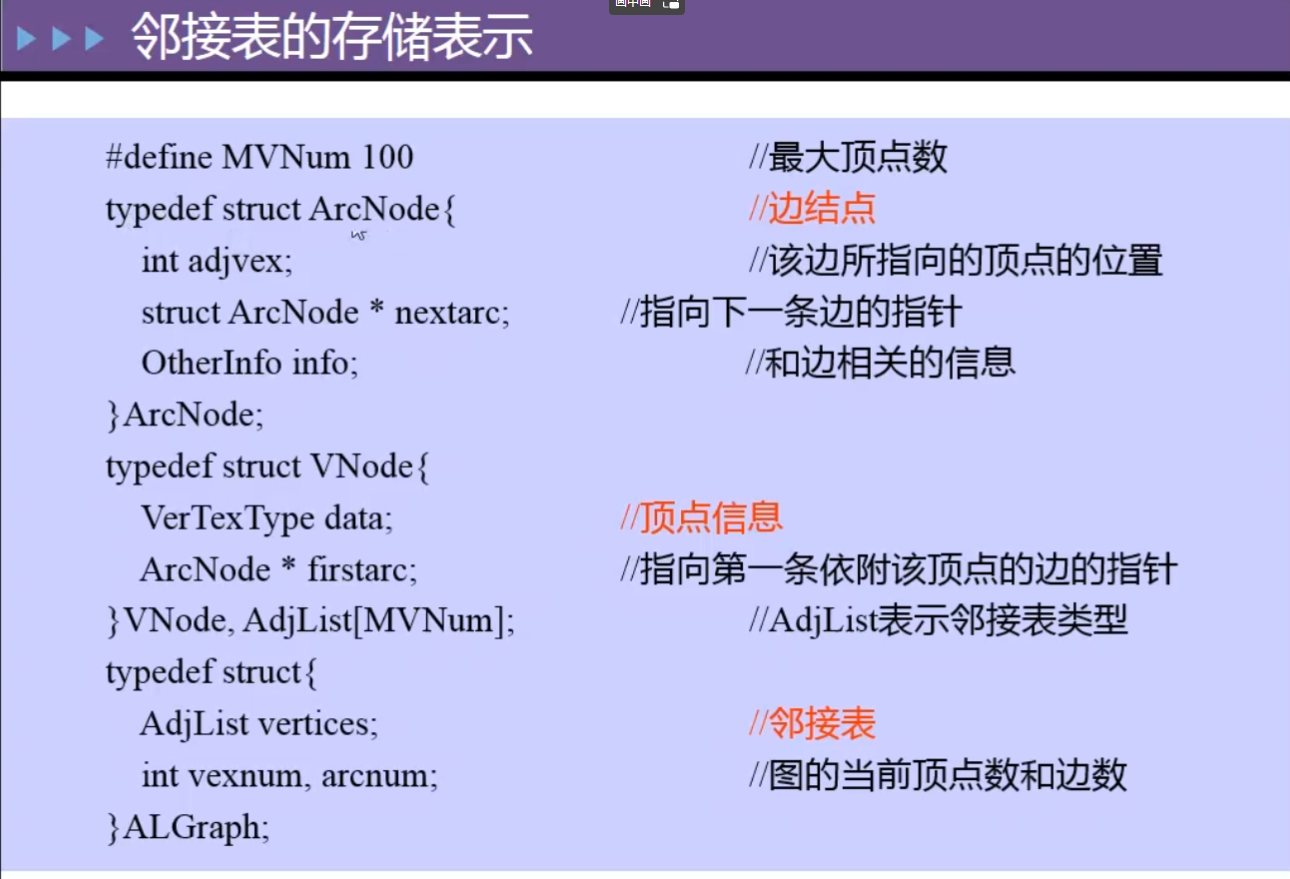 画中画
邻接表的存储表示
#define MVNum 100 //最大顶点数
typedef struct ArcNode{ //边结点
int adjvex; //该边所指向的顶点的位置
struct ArcNode * nextarc; //指向下一条边的指针
OtherInfo info; //和边相关的信息
}ArcNode;
typedef struct VNode{
VerTexType data; //顶点信息
ArcNode * firstarc; //指向第一条依附该顶点的边的指针
}VNode, AdjList[MVNum]; //AdjList表示邻接表类型
typedef struct{
AdjList vertices; //邻接表
int vexnum, arcnum; //图的当前顶点数和边数
}ALGraph;